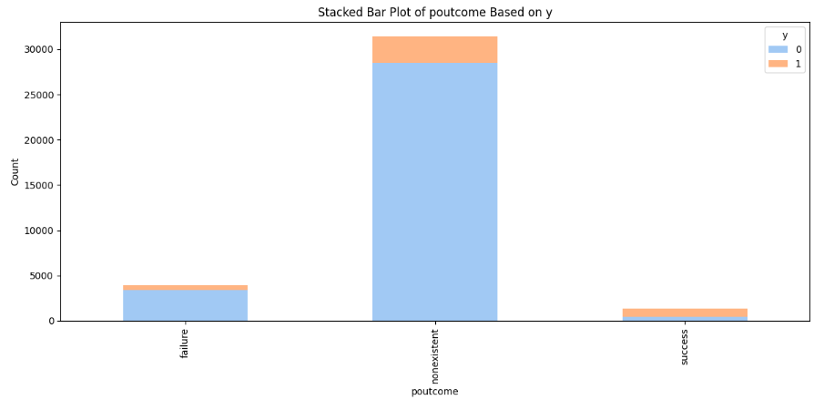 Stacked Bar Plot of poutcome Based on y
y
0
1
30000
25000
20000
15000
10000
5000
0
Count
failure
nonexistent
success
poutcome